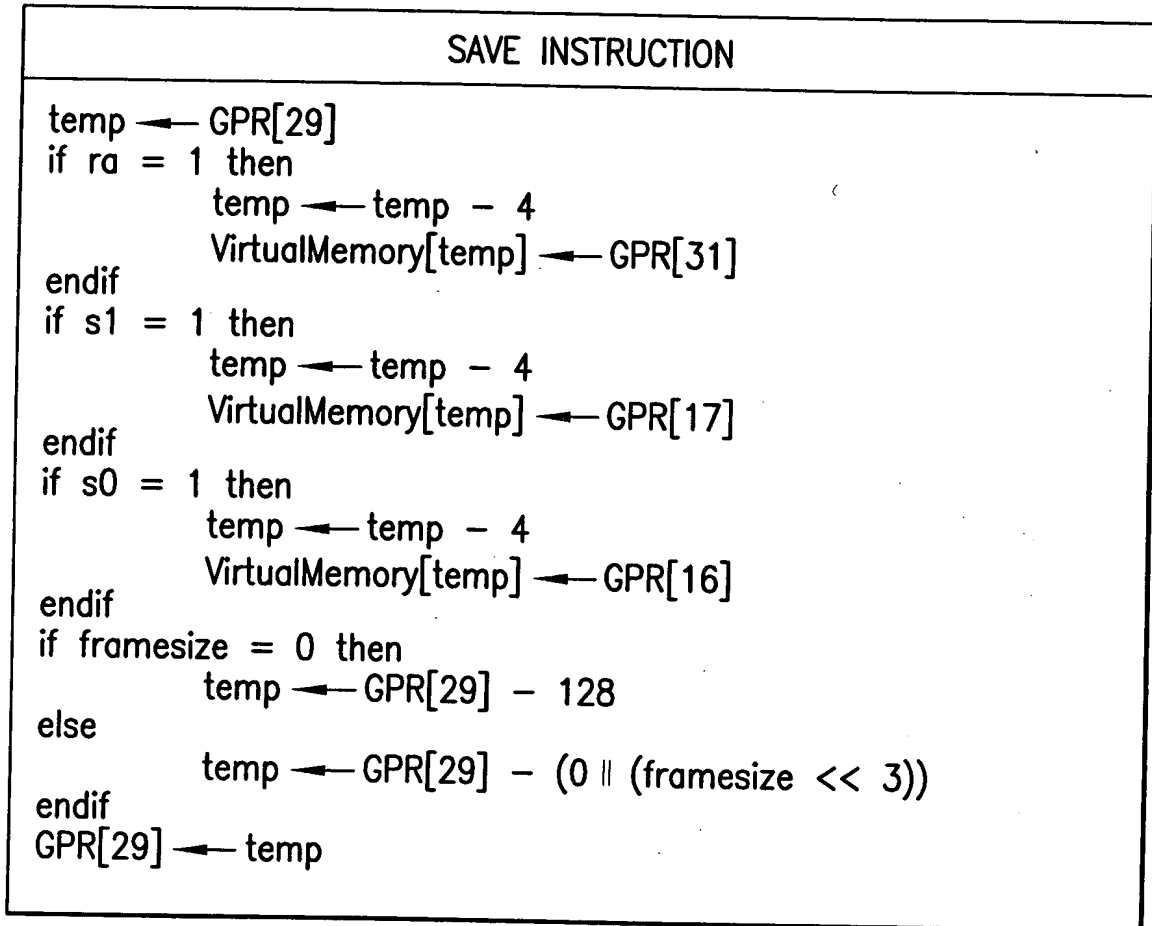 SAVE INSTRUCTION
temp ← GPR[29]
if ra = 1 then
temp ← temp − 4
VirtualMemory[temp] ← GPR[31]
endif
if s1 = 1 then
temp ← temp − 4
VirtualMemory[temp] ← GPR[17]
endif
if s0 = 1 then
temp ← temp − 4
VirtualMemory[temp] ← GPR[16]
endif
if framesize = 0 then
temp ← GPR[29] − 128
else
temp ← GPR[29] − (0 ∥ (framesize << 3))
endif
GPR[29] ← temp